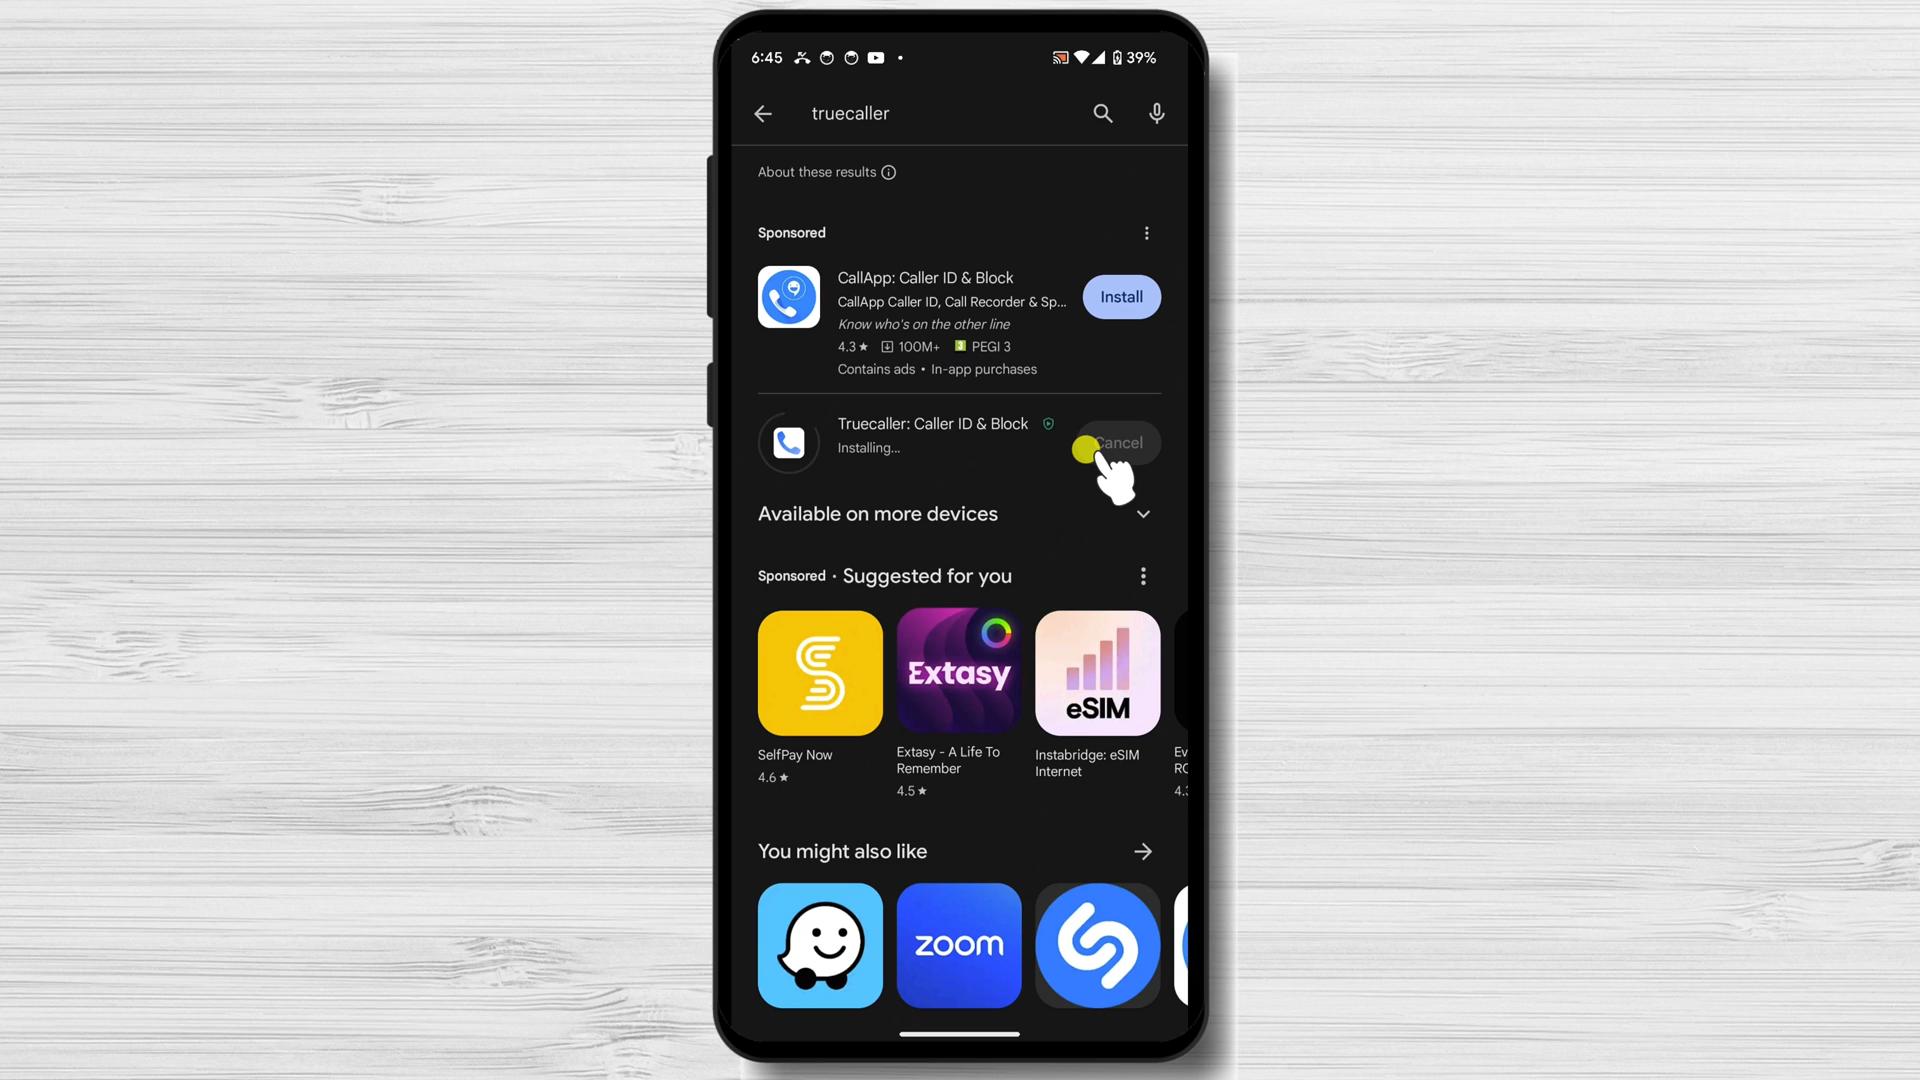 6:45
39%
truecaller
About these results
Sponsored
CallApp: Caller ID & Block
CallApp Caller ID, Call Recorder & Sp...
Know who's on the other line
4.3★ 100M+ 3 PEGI 3
Contains ads • In-app purchases
Install
Truecaller: Caller ID & Block
Installing...
Cancel
Available on more devices
Sponsored • Suggested for you
Extasy
eSIM
SelfPay Now
4.6★
Extasy - A Life To
Remember
4.5★
Instabridge: eSIM
Internet
Ev
RC
4.3
You might also like
zoom